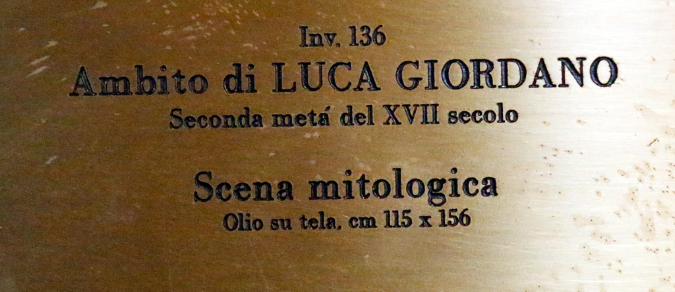 Inv. 136
Ambito di LUCA GIORDANO
Seconda metá del XVII secolo
Scena mitologica
Olio su tela, cm 115 x 156